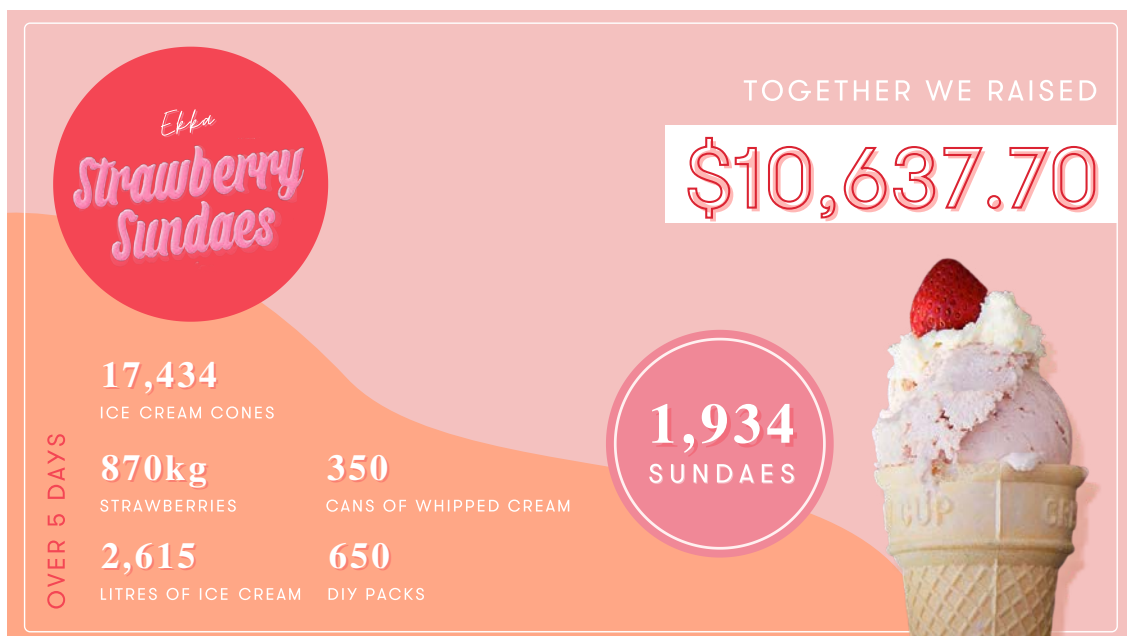 Ekka
Strawberry
Sundaes
TOGETHER WE RAISED
$10,637.70
17,434
ICE CREAM CONES
870kg
STRAWBERRIES
350
CANS OF WHIPPED CREAM
2,615
LITRES OF ICE CREAM
650
DIY PACKS
OVER 5 DAYS
1,934
SUNDAES
CUP